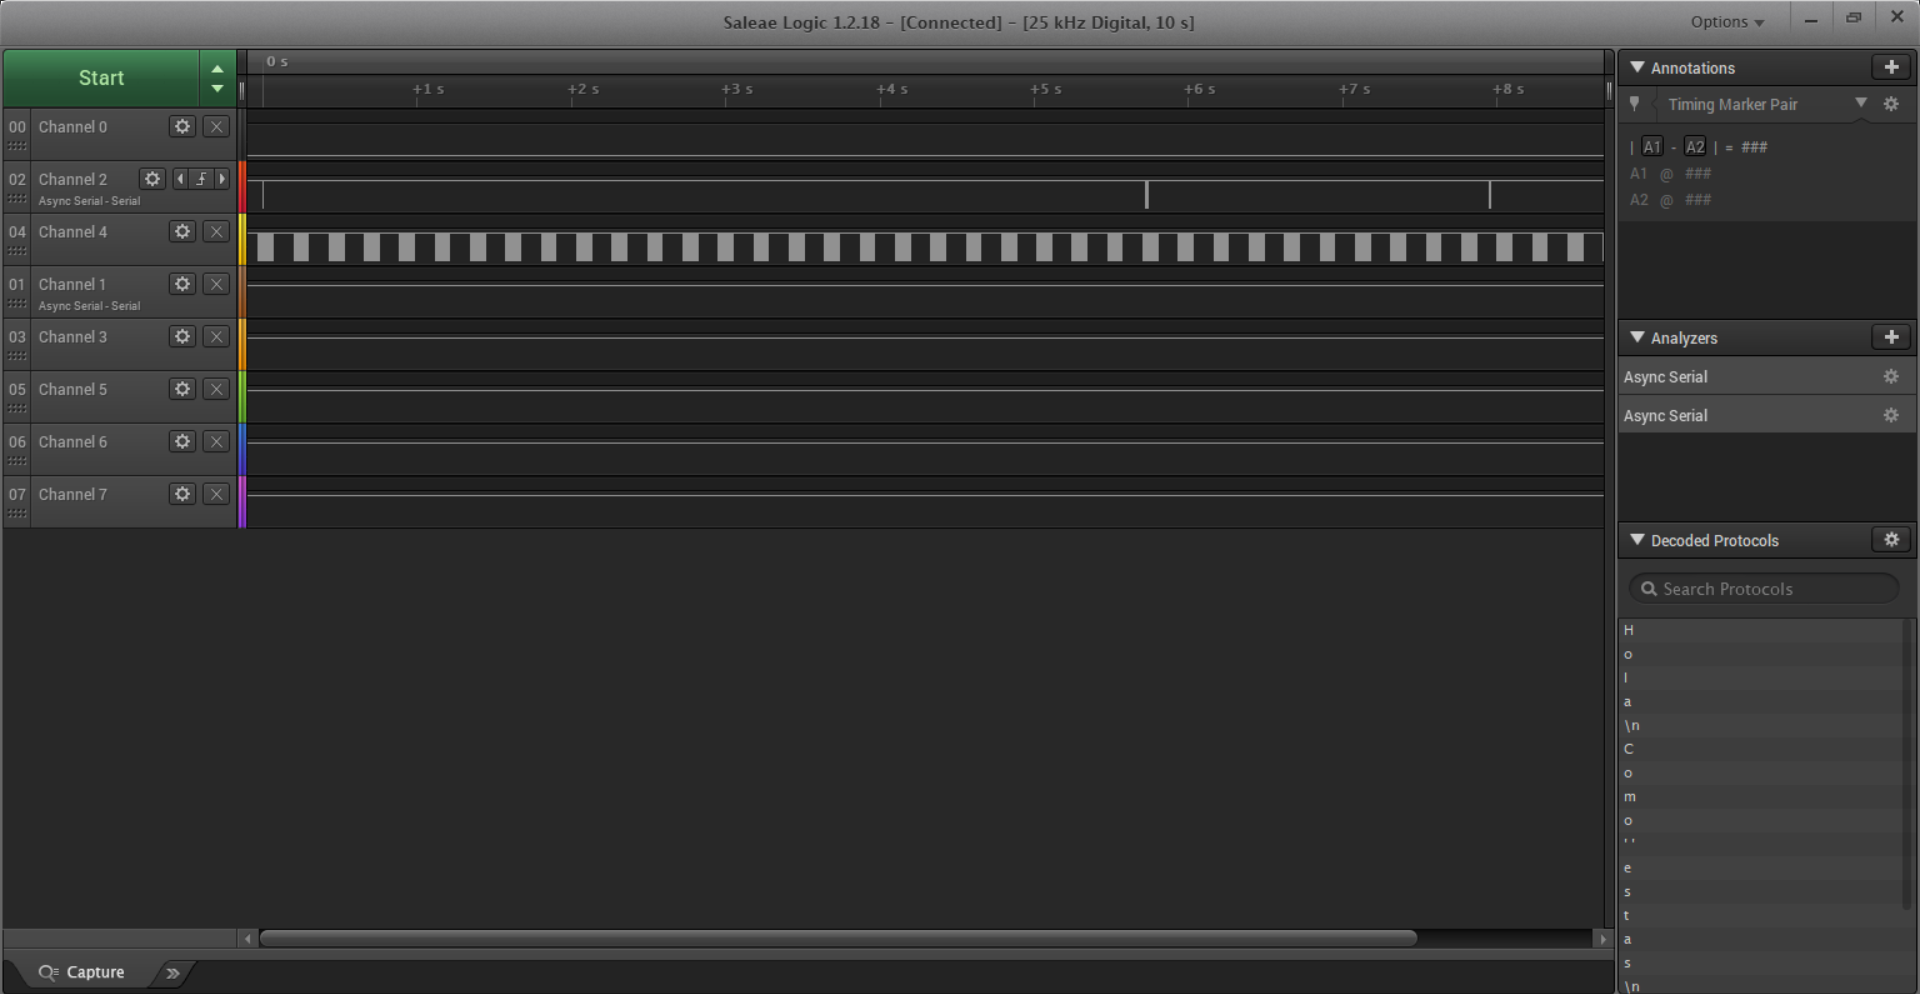 Saleae Logic 1.2.18 - [Connected] - [25 kHz Digital, 10 s]
Options
Start
0 s
+1 s +2 s +3 s +4 s +5 s +6 s +7 s +8 s
00 Channel 0
02 Channel 2
Async Serial - Serial
04 Channel 4
01 Channel 1
Async Serial - Serial
03 Channel 3
05 Channel 5
06 Channel 6
07 Channel 7
Capture
Annotations
Timing Marker Pair
| A1 - A2 | = ###
A1 @ ###
A2 @ ###
Analyzers
Async Serial
Async Serial
Decoded Protocols
Search Protocols
H
o
l
a
\n
C
o
m
o
' '
e
s
t
a
s
\n